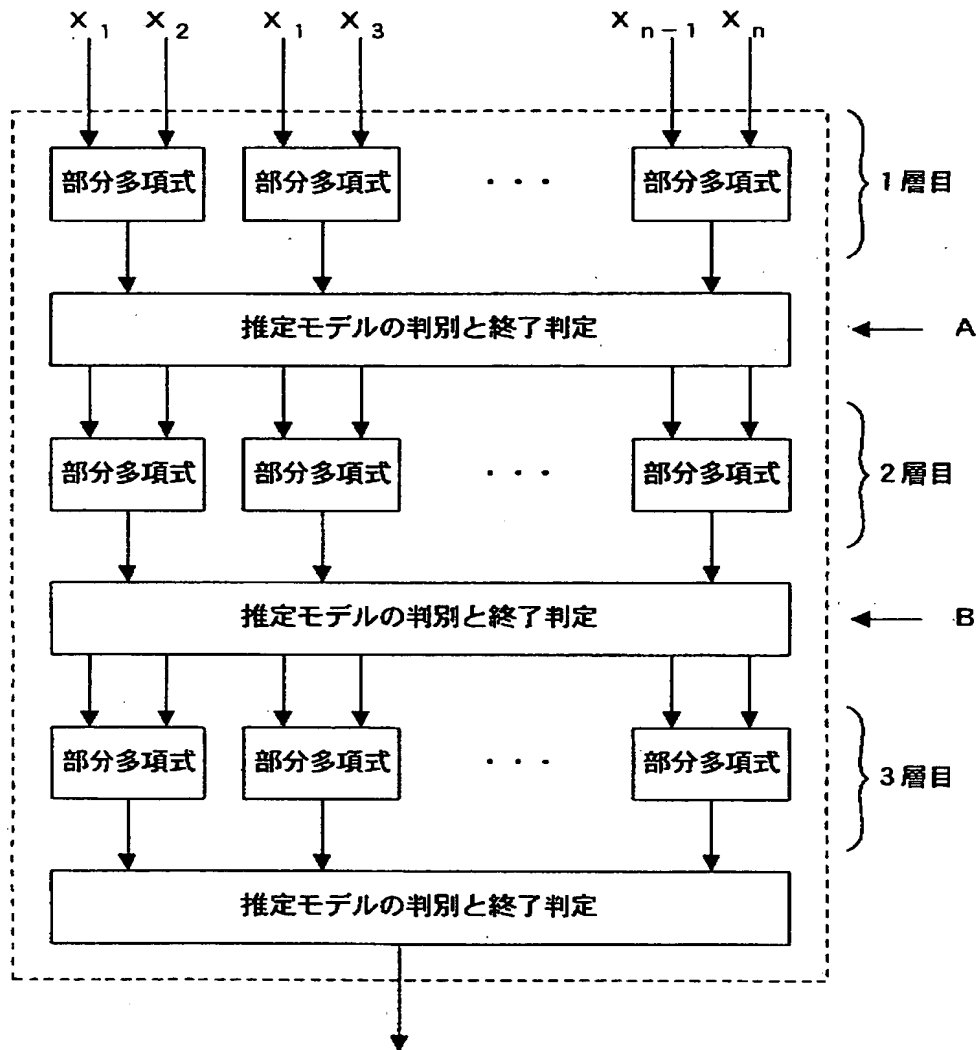 x₁ x₂ x₁ x₃ xₙ₋₁ xₙ
部分多項式 部分多項式 ・・・ 部分多項式
1層目
推定モデルの判別と終了判定
A
部分多項式 部分多項式 ・・・ 部分多項式
2層目
推定モデルの判別と終了判定
B
部分多項式 部分多項式 ・・・ 部分多項式
3層目
推定モデルの判別と終了判定